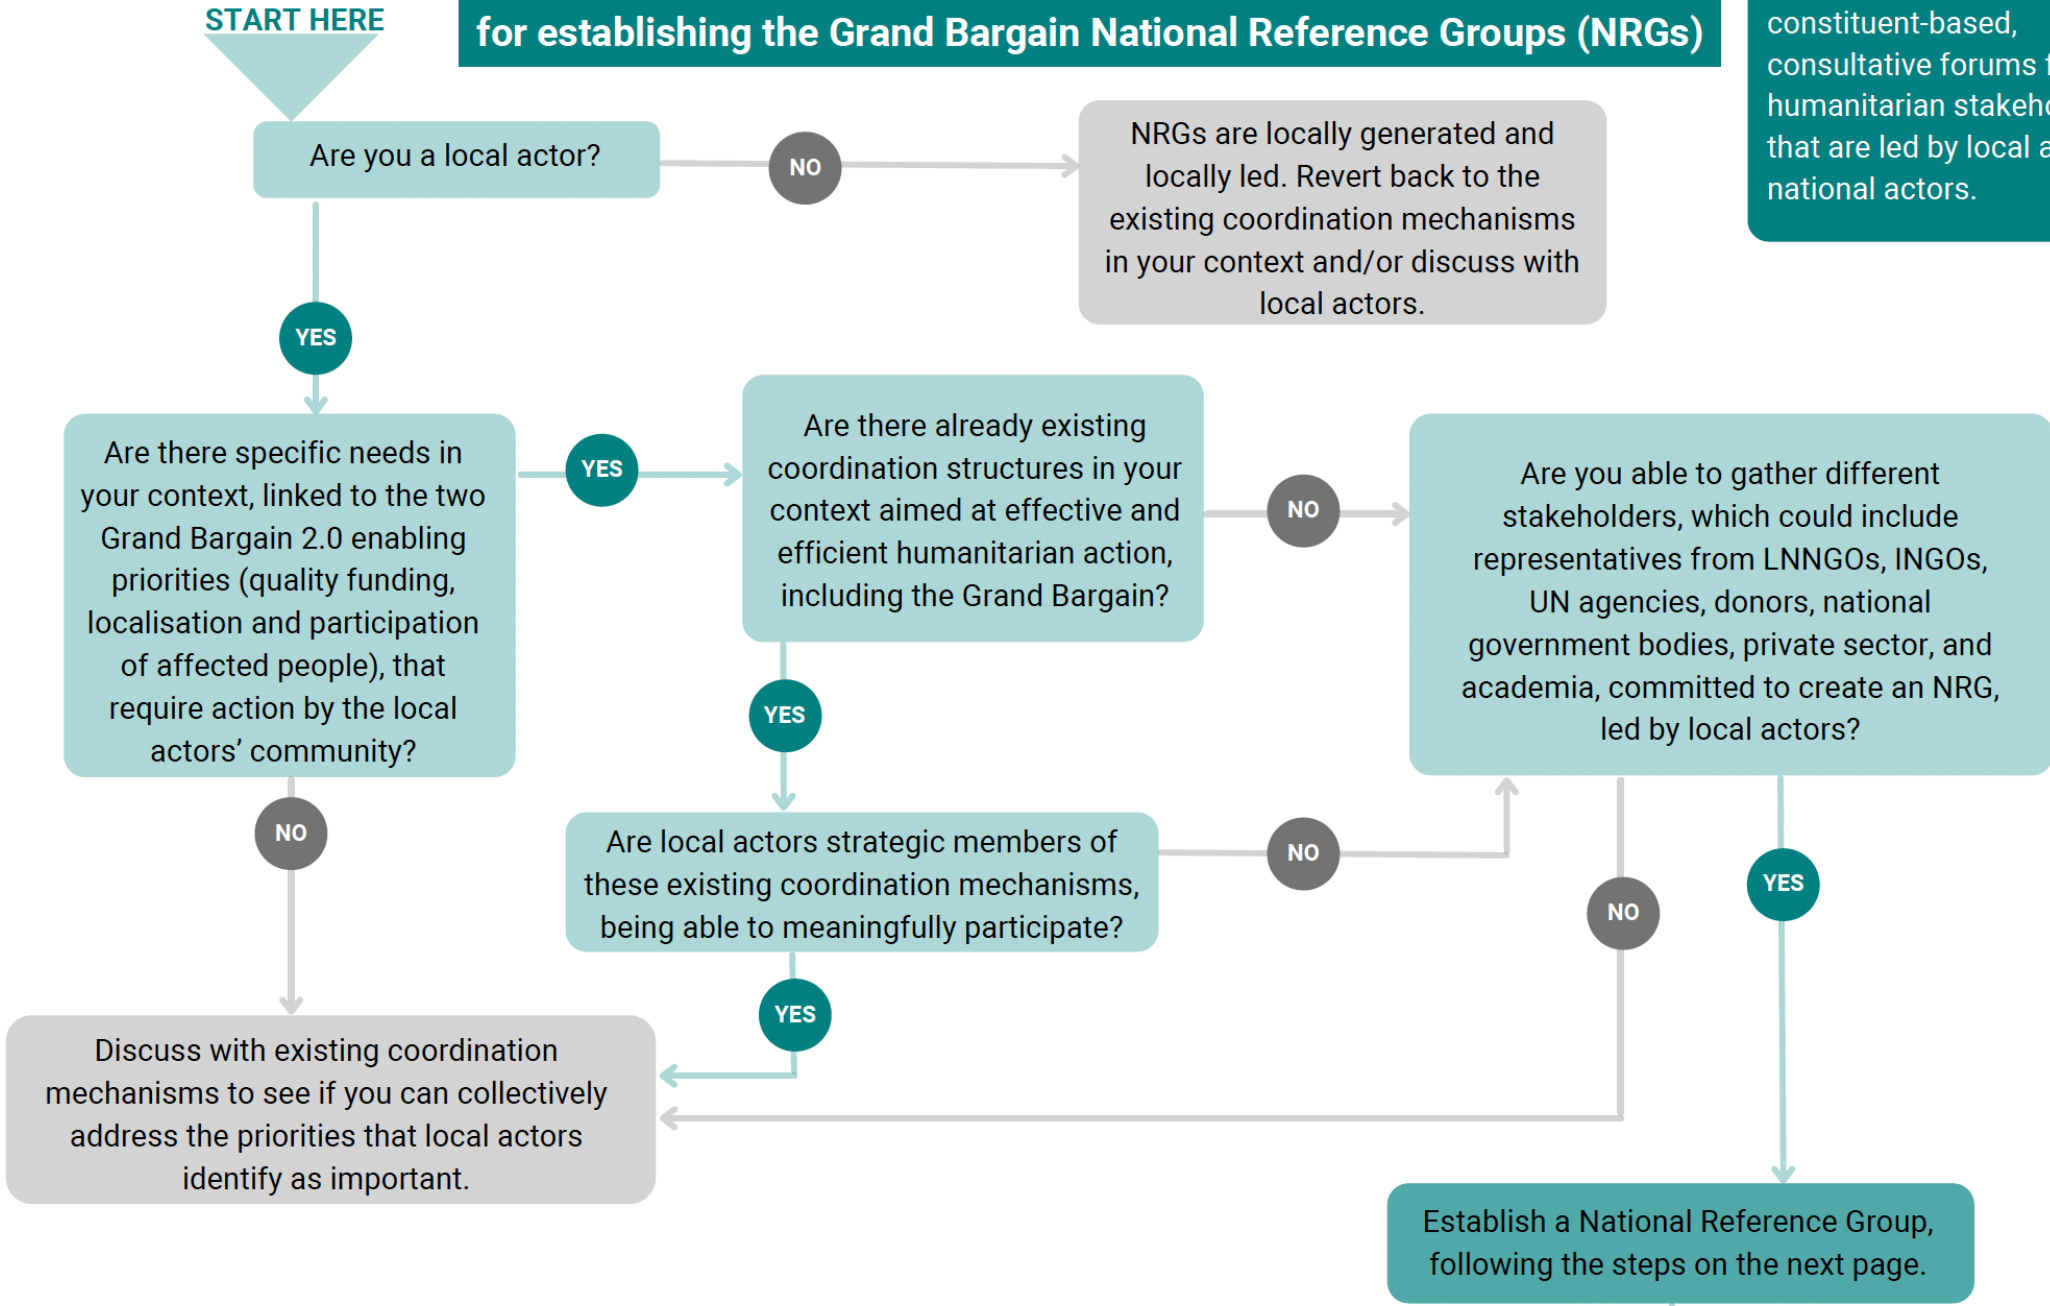 START HERE
for establishing the Grand Bargain National Reference Groups (NRGs)
constituent-based,
consultative forums
humanitarian
that are led by local
national actors.
Are you a local actor?
NO
NRGs are locally generated and
locally led. Revert back to the
existing coordination mechanisms
in your context and/or discuss with
local actors.
YES
Are there specific needs in
your context, linked to the two
Grand Bargain 2.0 enabling
priorities (quality funding,
localisation and participation
of affected people), that
require action by the local
actors’ community?
YES
Are there already existing
coordination structures in your
context aimed at effective and
efficient humanitarian action,
including the Grand Bargain?
NO
Are you able to gather different
stakeholders, which could include
representatives from LNNGOs, INGOs,
UN agencies, donors, national
government bodies, private sector, and
academia, committed to create an NRG,
led by local actors?
YES
NO
Are local actors strategic members of
these existing coordination mechanisms,
being able to meaningfully participate?
NO
YES
NO
YES
Discuss with existing coordination
mechanisms to see if you can collectively
address the priorities that local actors
identify as important.
Establish a National Reference Group,
following the steps on the next page.